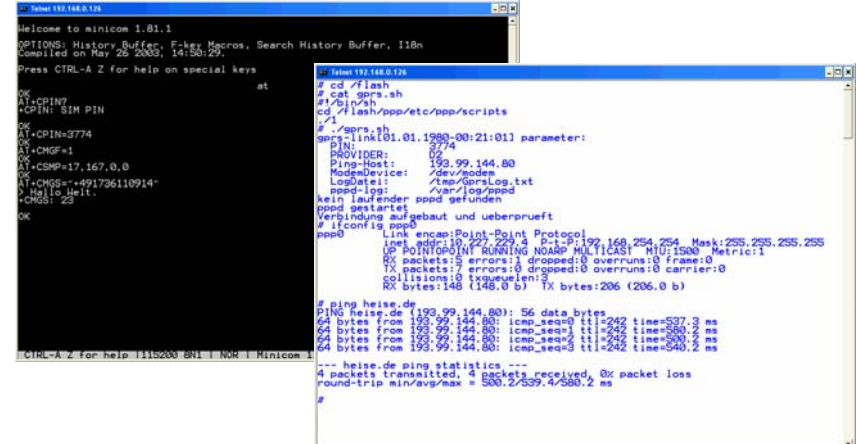 Telnet 192.168.0.126
Welcome to minicom 1.81.1
OPTIONS: History Buffer, F-key Macros, Search History Buffer, I18n
Compiled on May 26 2003, 14:50:29.
Press CTRL-A Z for help on special keys
at
OK
AT+CPIN?
+CPIN: SIM PIN
OK
AT+CPIN=3774
OK
AT+CMGF=1
OK
AT+CSMP=17,167,0,0
OK
AT+CMGS="+491736110914"
> Hallo Welt.
+CMGS: 23
OK
CTRL-A Z for help |115200 8N1 | NOR | Minicom 1
Telnet 192.168.0.126
# cd /flash
# cat gprs.sh
#!/bin/sh
cd /flash/ppp/etc/ppp/scripts
./1
# ./gprs.sh
gprs-link[01.01.1980-00:21:01] parameter:
PIN: 3774
PROVIDER: D2
Ping-Host: 193.99.144.80
ModemDevice: /dev/modem
LogDatei: /tmp/GprsLog.txt
pppd-log: /var/log/pppd
kein laufender pppd gefunden
pppd gestartet
Verbindung aufgebaut und ueberprueft
# ifconfig ppp0
ppp0 Link encap:Point-Point Protocol
inet addr:10.227.229.4 P-t-P:192.168.254.254 Mask:255.255.255.255
UP POINTOPOINT RUNNING NOARP MULTICAST MTU:1500 Metric:1
RX packets:5 errors:1 dropped:0 overruns:0 frame:0
TX packets:7 errors:0 dropped:0 overruns:0 carrier:0
collisions:0 txqueuelen:3
RX bytes:148 (148.0 b) TX bytes:206 (206.0 b)
# ping heise.de
PING heise.de (193.99.144.80): 56 data bytes
64 bytes from 193.99.144.80: icmp_seq=0 ttl=242 time=537.3 ms
64 bytes from 193.99.144.80: icmp_seq=1 ttl=242 time=580.2 ms
64 bytes from 193.99.144.80: icmp_seq=2 ttl=242 time=500.2 ms
64 bytes from 193.99.144.80: icmp_seq=3 ttl=242 time=540.2 ms
--- heise.de ping statistics ---
4 packets transmitted, 4 packets received, 0% packet loss
round-trip min/avg/max = 500.2/539.4/580.2 ms
#